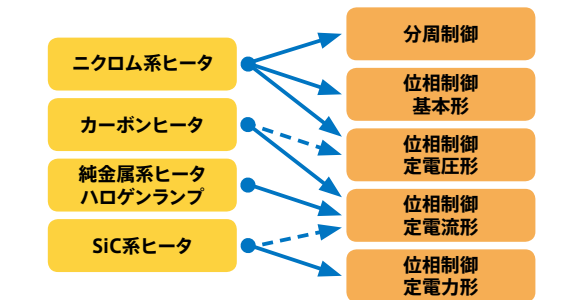 ニクロム系ヒータ
カーボンヒータ
純金属系ヒータ
ハロゲンランプ
SiC系ヒータ
分周制御
位相制御
基本形
位相制御
定電圧形
位相制御
定電流形
位相制御
定電力形